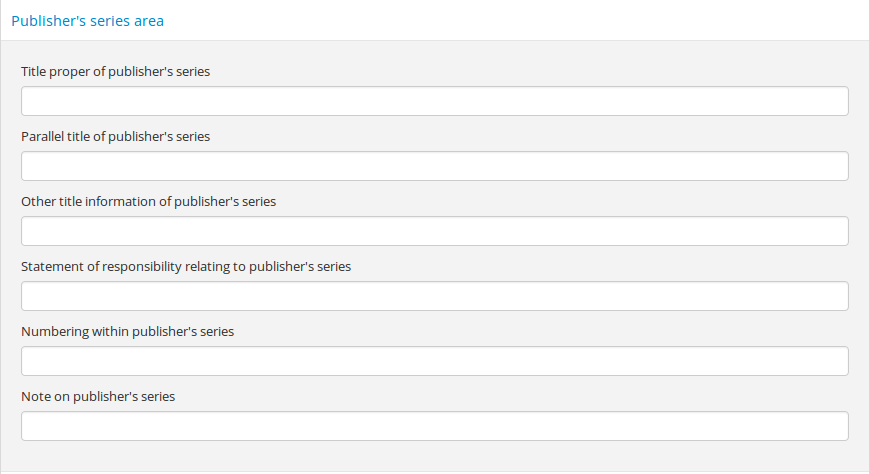 Publisher's series area
Title proper of publisher's series
Parallel title of publisher's series
Other title information of publisher's series
Statement of responsibility relating to publisher's series
Numbering within publisher's series
Note on publisher's series